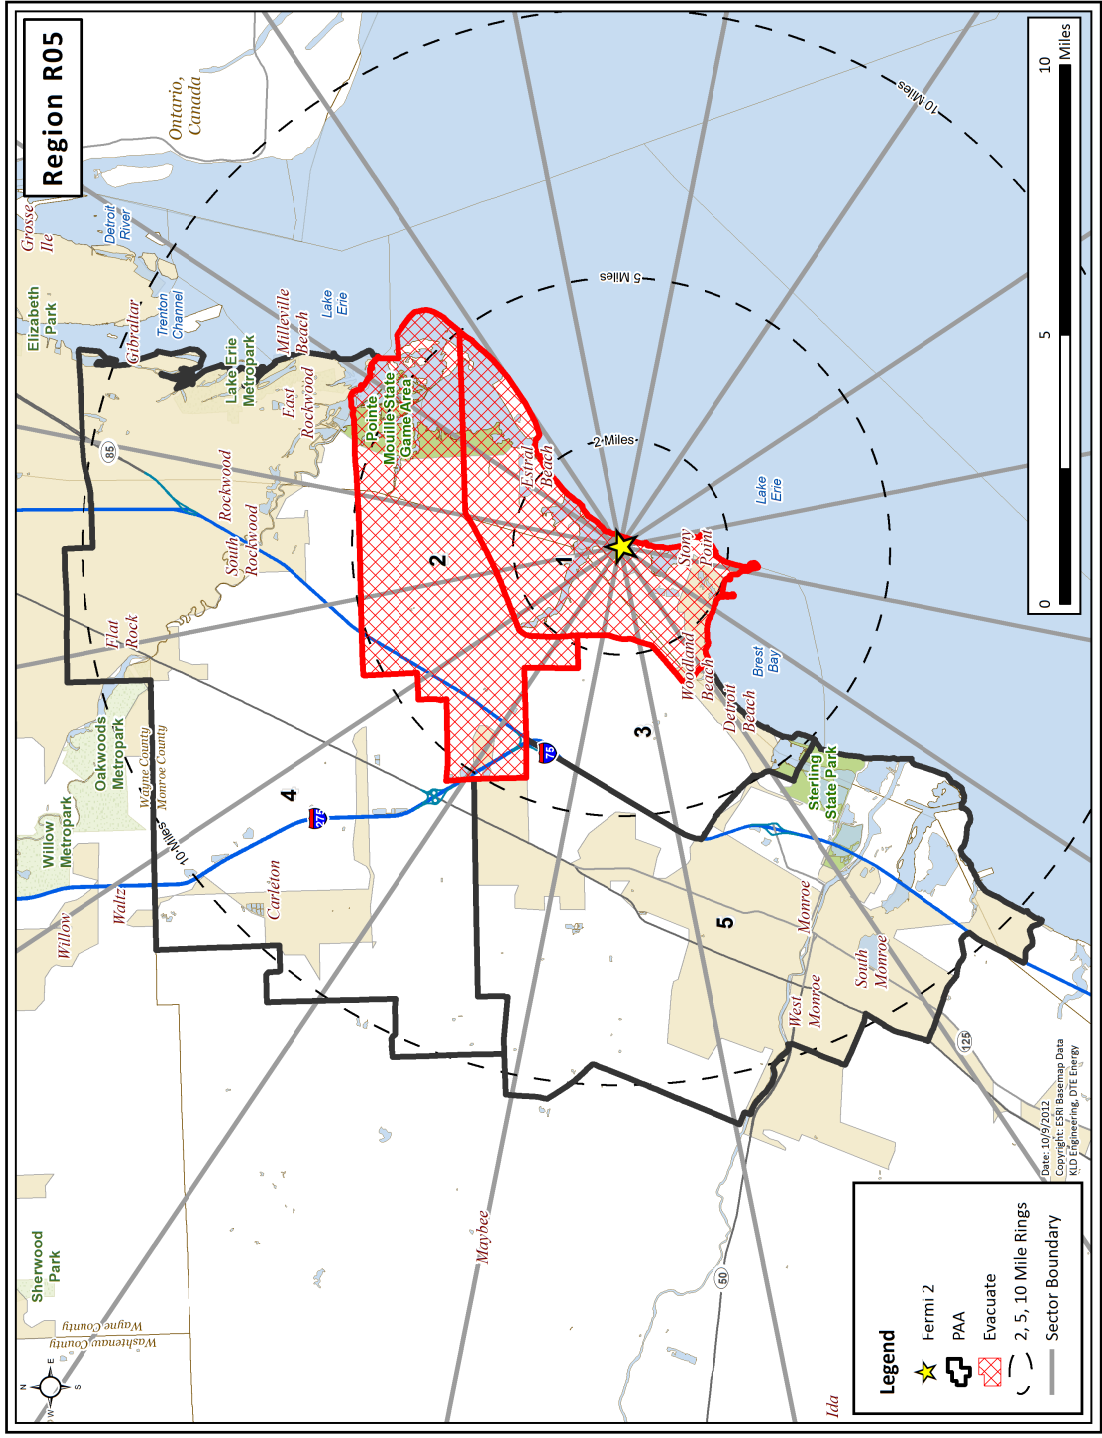 Region R05
Ontario,
Canada
Grosse
Ile
Detroit
River
Elizabeth
Park
Gibraltar
Trenton
Channel
Milleville
Beach
Lake
Erie
Lake Erie
Metropark
East
Rockwood
85
South Rockwood
South
Rockwood
Flat
Rock
Oakwoods
Metropark
Willow
Metropark
Wayne County
Monroe County
10 Miles
Willow
Waltz
Carleton
4
275
Pointe
Mouille State
Game Area
2
1
Estral
Beach
2 Miles
5 Miles
10 Miles
Stony
Point
Lake
Erie
Woodland
Beach
Detroit
Beach
Brest
Bay
3
75
Sterling
State Park
5
Monroe
West
Monroe
South
Monroe
125
50
Maybee
Ida
Sherwood
Park
Wayne County
Washtenaw County
N
E
S
W
0
5
10
Miles
Date: 10/9/2012
Copyright: ESRI Basemap Data
KLD Engineering, DTE Energy
Legend
Fermi 2
PAA
Evacuate
2, 5, 10 Mile Rings
Sector Boundary